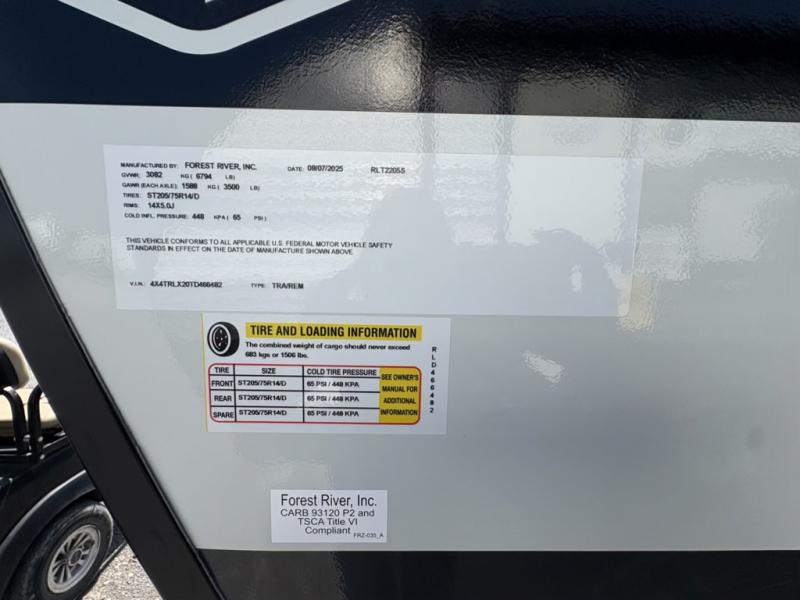 MANUFACTURED BY: FOREST RIVER, INC. DATE: 08/07/2025 RLT2205S
GVWR: 3082 KG ( 6794 LB)
GAWR (EACH AXLE): 1588 KG ( 3500 LB)
TIRES: ST205/75R14/D
RIMS: 14X5.0J
COLD INFL. PRESSURE: 448 KPA ( 65 PSI )
THIS VEHICLE CONFORMS TO ALL APPLICABLE U.S. FEDERAL MOTOR VEHICLE SAFETY
STANDARDS IN EFFECT ON THE DATE OF MANUFACTURE SHOWN ABOVE.
V.I.N.: 4X4TRLX20TD466482 TYPE: TRA/REM
TIRE AND LOADING INFORMATION
The combined weight of cargo should never exceed
683 kgs or 1506 lbs.
TIRE SIZE COLD TIRE PRESSURE
FRONT ST205/75R14/D 65 PSI / 448 KPA
REAR ST205/75R14/D 65 PSI / 448 KPA
SPARE ST205/75R14/D 65 PSI / 448 KPA
SEE OWNER'S
MANUAL FOR
ADDITIONAL
INFORMATION
RLD466482
Forest River, Inc.
CARB 93120 P2 and
TSCA Title VI
Compliant
FRZ-035_A